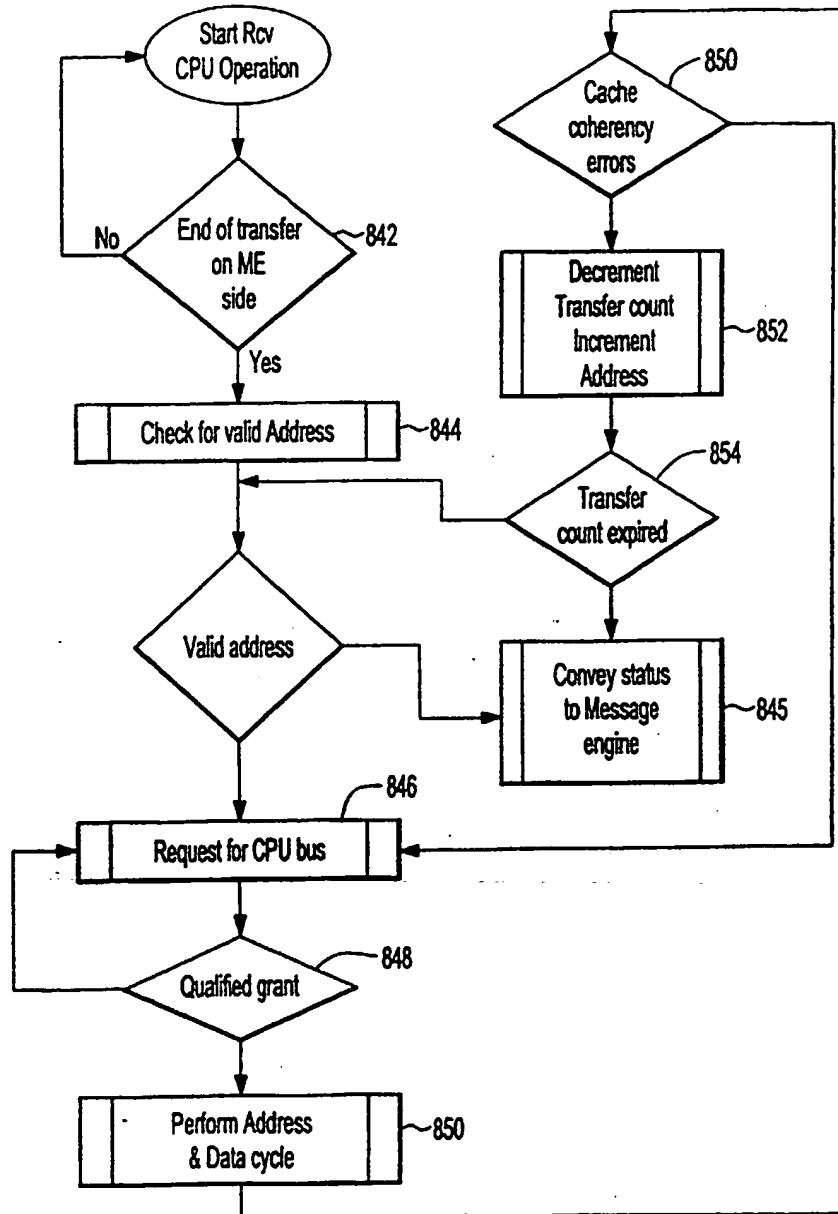 Start Rcv
CPU Operation
No
End of transfer
on ME
side
842
Yes
Check for valid Address
844
Valid address
846
Request for CPU bus
848
Qualified grant
Perform Address
& Data cycle
850
850
Cache
coherency
errors
Decrement
Transfer count
Increment
Address
852
854
Transfer
count expired
Convey status
to Message
engine
845